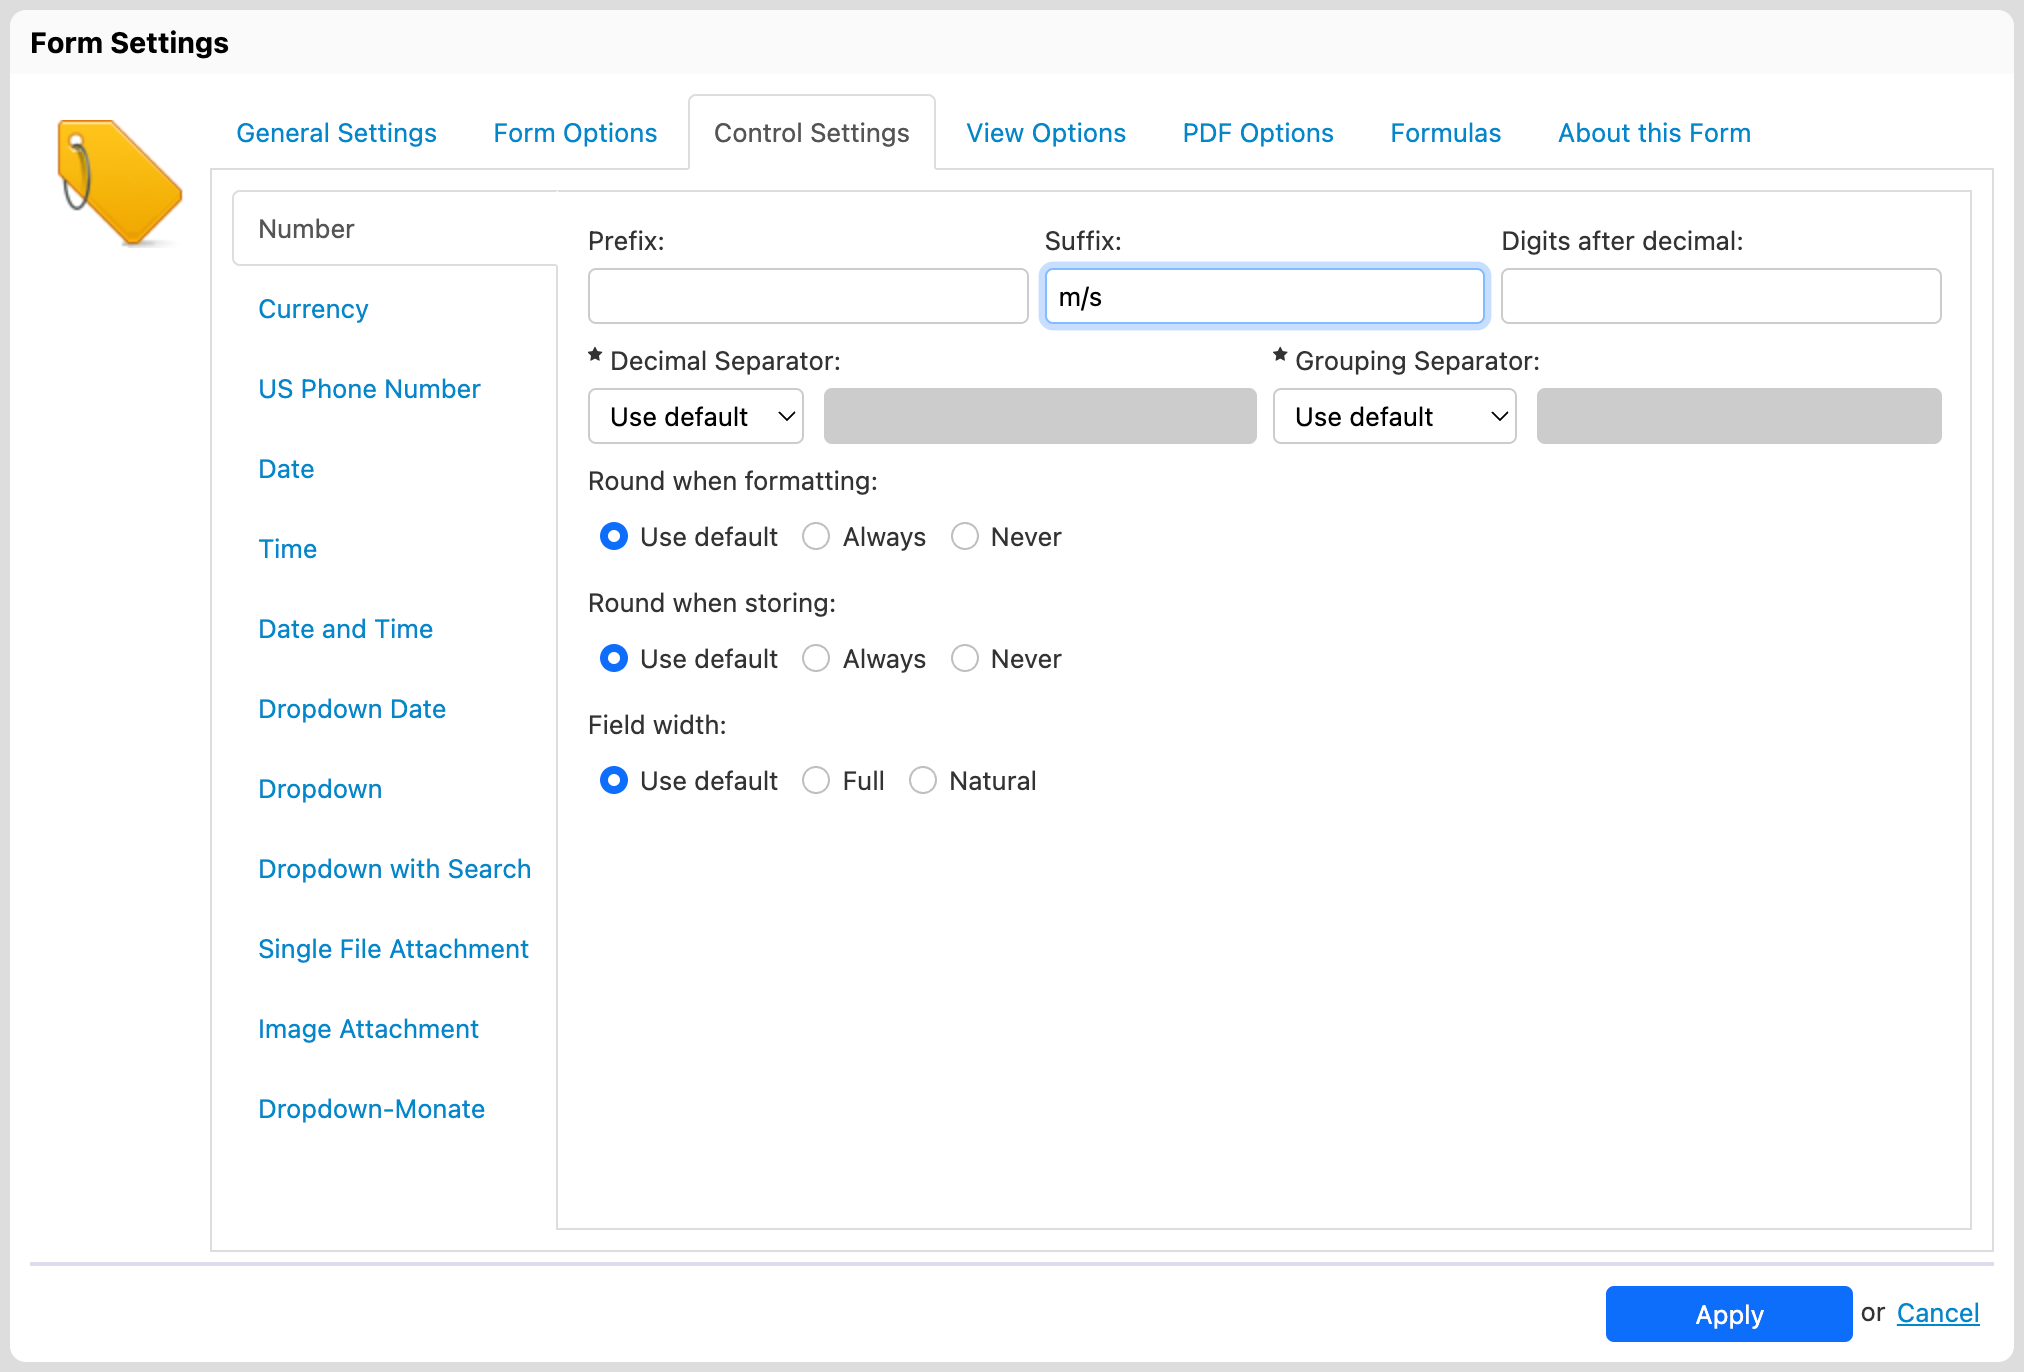 Form Settings
General Settings Form Options Control Settings View Options PDF Options Formulas About this Form
Number
Currency
US Phone Number
Date
Time
Date and Time
Dropdown Date
Dropdown
Dropdown with Search
Single File Attachment
Image Attachment
Dropdown-Monate
Prefix: Suffix: Digits after decimal:
m/s
★ Decimal Separator: ★ Grouping Separator:
Use default Use default
Round when formatting:
Use default Always Never
Round when storing:
Use default Always Never
Field width:
Use default Full Natural
Apply or Cancel